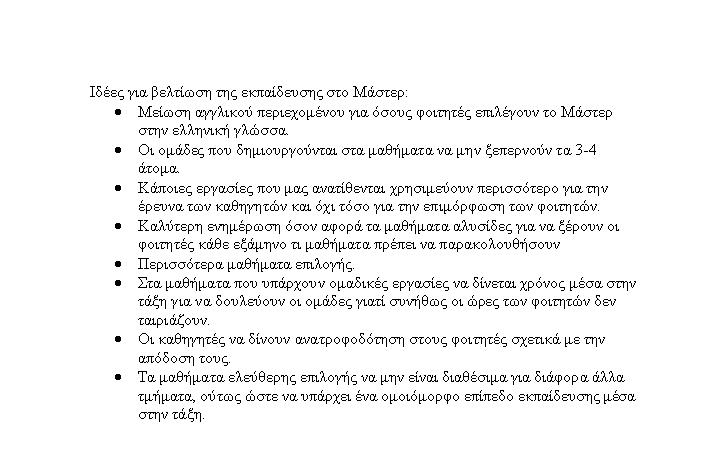 Ιδέες για βελτίωση της εκπαίδευσης στο Μάστερ:
• Μείωση αγγλικού περιεχομένου για όσους φοιτητές επιλέγουν το Μάστερ
στην ελληνική γλώσσα.
• Οι ομάδες που δημιουργούνται στα μαθήματα να μην ξεπερνούν τα 3-4
άτομα.
• Κάποιες εργασίες που μας ανατίθενται χρησιμεύουν περισσότερο για την
έρευνα των καθηγητών και όχι τόσο για την επιμόρφωση των φοιτητών.
• Καλύτερη ενημέρωση όσον αφορά τα μαθήματα αλυσίδες για να ξέρουν οι
φοιτητές κάθε εξάμηνο τι μαθήματα πρέπει να παρακολουθήσουν
• Περισσότερα μαθήματα επιλογής.
• Στα μαθήματα που υπάρχουν ομαδικές εργασίες να δίνεται χρόνος μέσα στην
τάξη για να δουλεύουν οι ομάδες γιατί συνήθως οι ώρες των φοιτητών δεν
ταιριάζουν.
• Οι καθηγητές να δίνουν ανατροφοδότηση στους φοιτητές σχετικά με την
απόδοση τους.
• Τα μαθήματα ελεύθερης επιλογής να μην είναι διαθέσιμα για διάφορα άλλα
τμήματα, ούτως ώστε να υπάρχει ένα ομοιόμορφο επίπεδο εκπαίδευσης μέσα
στην τάξη.